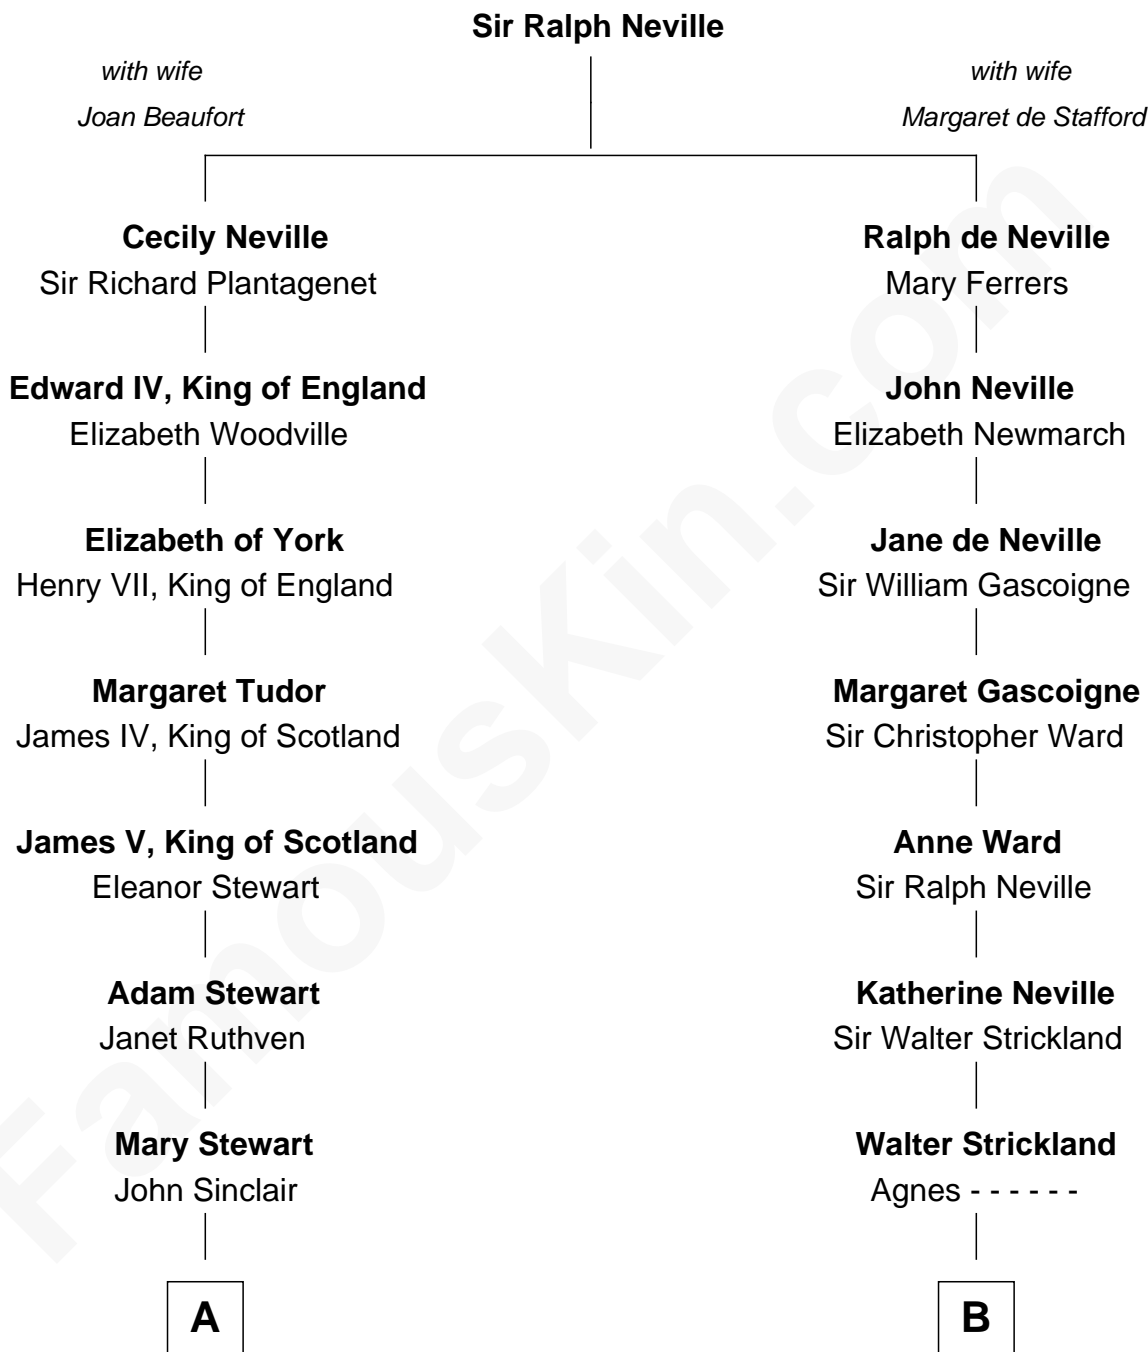 Sir Ralph Neville
with wife
Joan Beaufort
with wife
Margaret de Stafford
Cecily Neville
Sir Richard Plantagenet
Edward IV, King of England
Elizabeth Woodville
Elizabeth of York
Henry VII, King of England
Margaret Tudor
James IV, King of Scotland
James V, King of Scotland
Eleanor Stewart
Adam Stewart
Janet Ruthven
Mary Stewart
John Sinclair
A
Ralph de Neville
Mary Ferrers
John Neville
Elizabeth Newmarch
Jane de Neville
Sir William Gascoigne
Margaret Gascoigne
Sir Christopher Ward
Anne Ward
Sir Ralph Neville
Katherine Neville
Sir Walter Strickland
Walter Strickland
Agnes - - - - - -
B
FamousKin.com